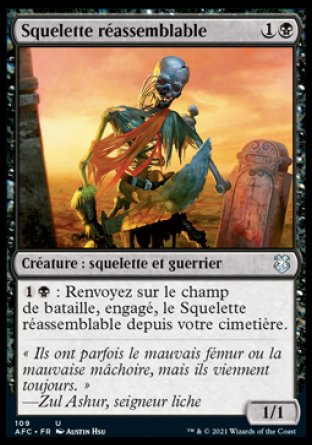 Squelette réassemblable 1
Créature : squelette et guerrier
1 : Renvoyez sur le champ
de bataille, engagé, le Squelette
réassemblable depuis votre cimetière.
« Ils ont parfois le mauvais fémur ou la
mauvaise mâchoire, mais ils viennent
toujours. »
—Zul Ashur, seigneur liche
1/1
109 U
AFC • FR Austin Hsu
™ & © 2021 Wizards of the Coast